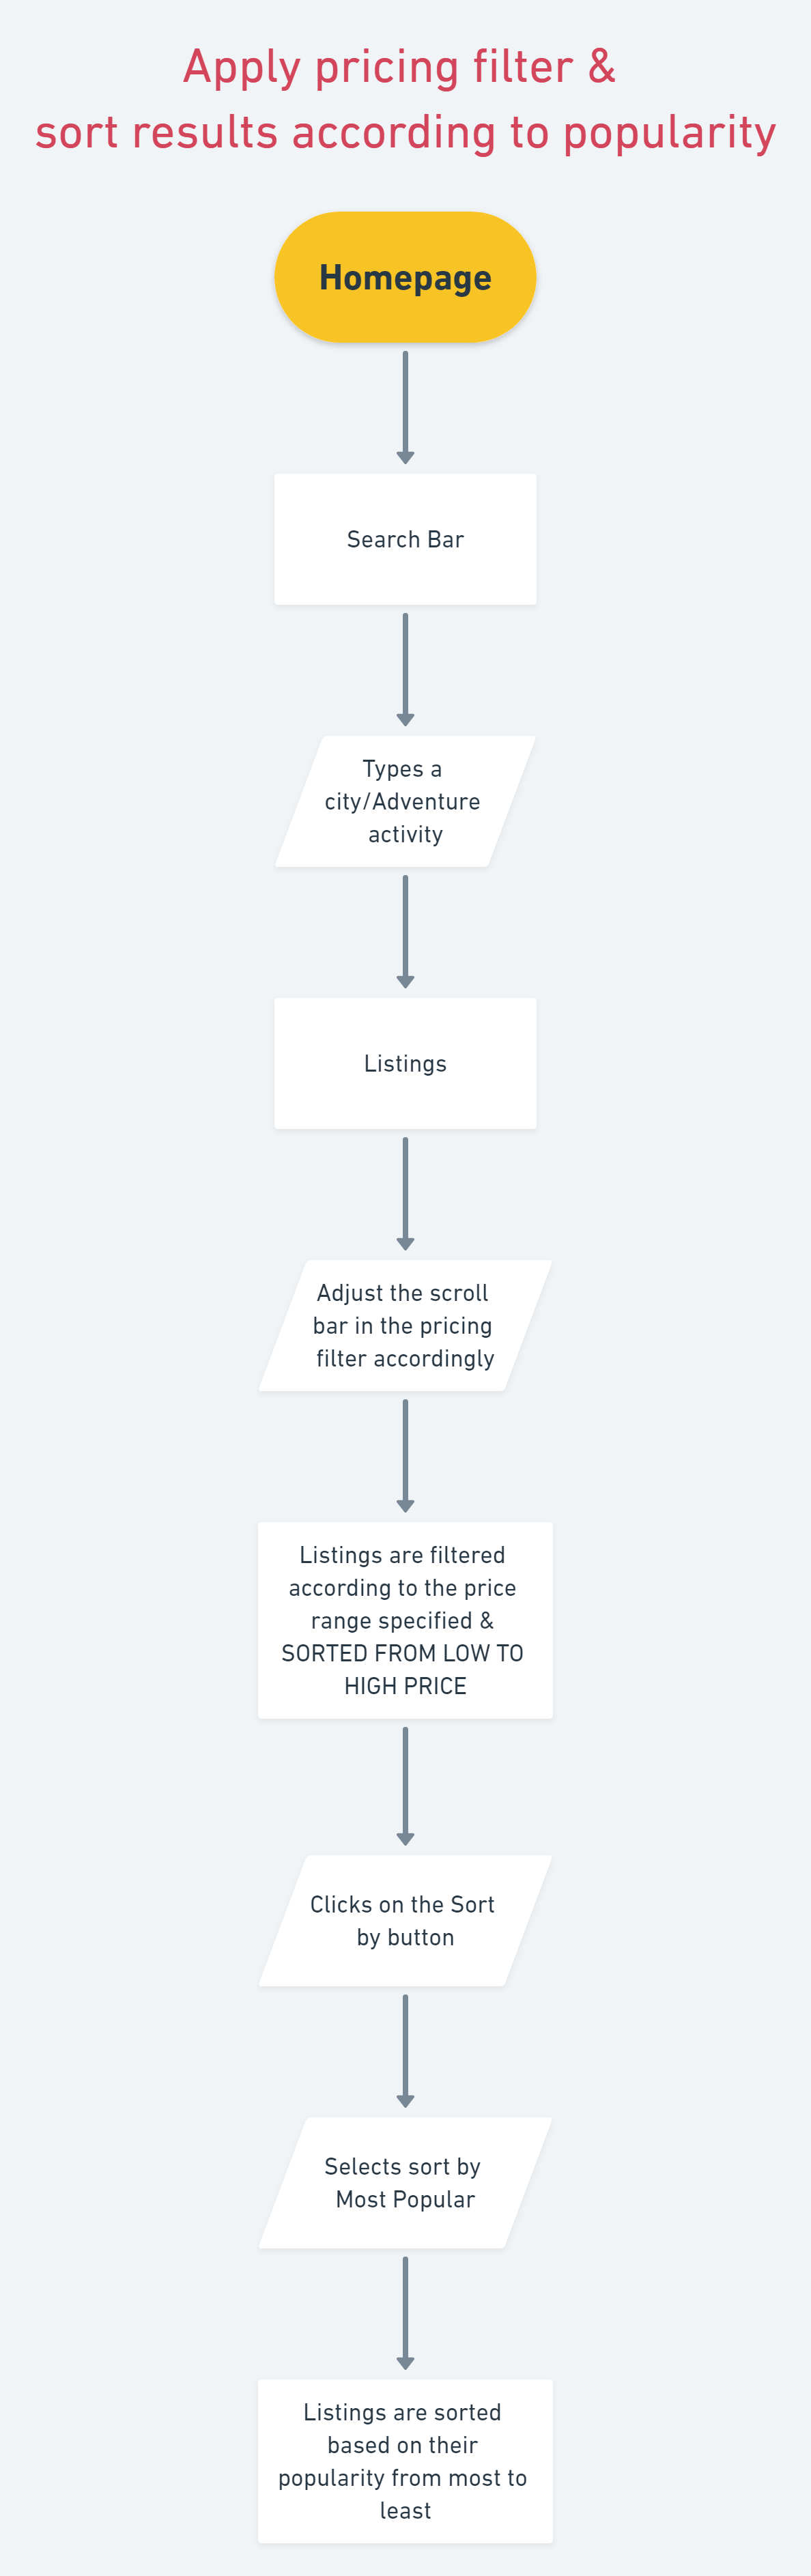 Apply pricing filter &
sort results according to popularity
Homepage
Search Bar
Types a
city/Adventure
activity
Listings
Adjust the scroll
bar in the pricing
filter accordingly
Listings are filtered
according to the price
range specified &
SORTED FROM LOW TO
HIGH PRICE
Clicks on the Sort
by button
Selects sort by
Most Popular
Listings are sorted
based on their
popularity from most to
least